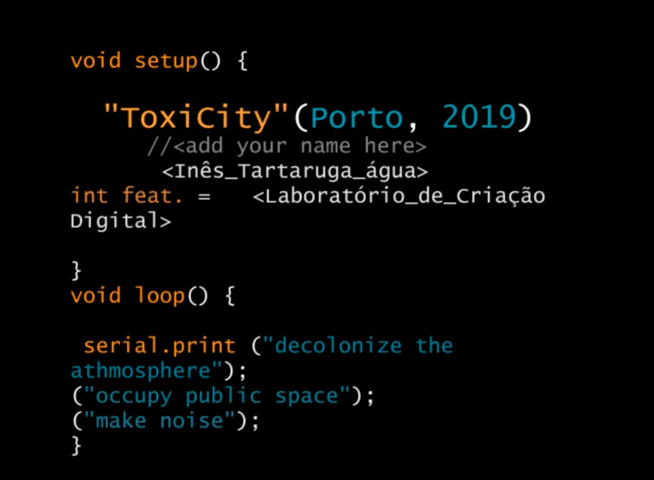 void setup() {
"ToxiCity"(Porto, 2019)
//<add your name here>
<Inês_Tartaruga_água>
int feat. = <Laboratório_de_Criação
Digital>
}
void loop() {
serial.print ("decolonize the
athmosphere");
("occupy public space");
("make noise");
}